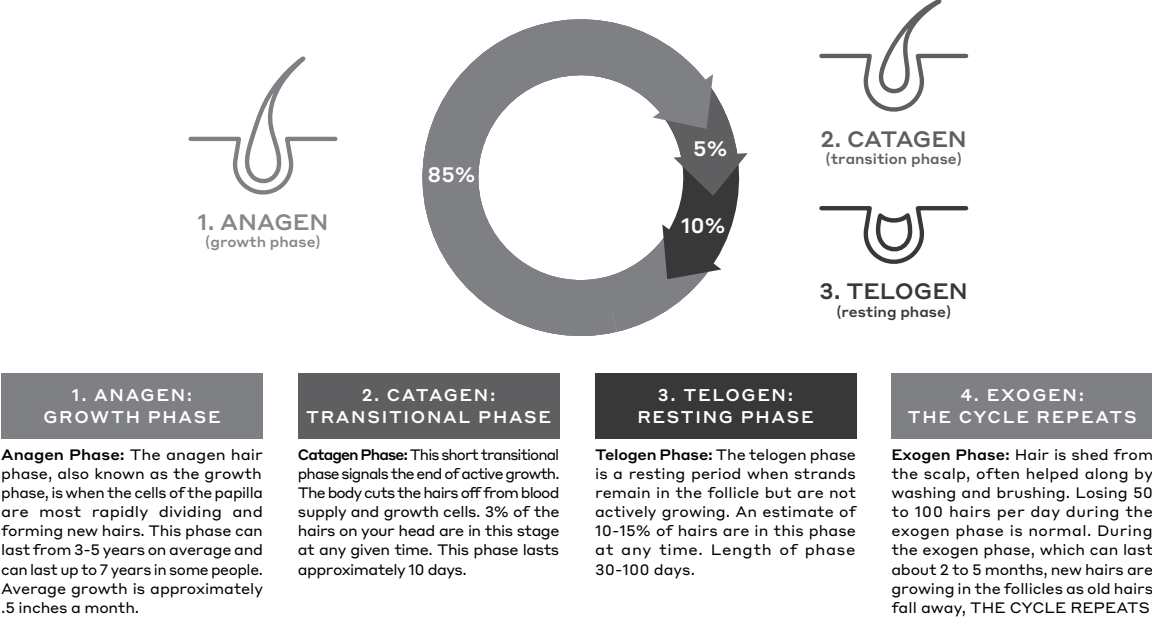 85%
5%
10%
1. ANAGEN
(growth phase)
2. CATAGEN
(transition phase)
3. TELOGEN
(resting phase)
1. ANAGEN:
GROWTH PHASE
Anagen Phase: The anagen hair
phase, also known as the growth
phase, is when the cells of the papilla
are most rapidly dividing and
forming new hairs. This phase can
last from 3-5 years on average and
can last up to 7 years in some people.
Average growth is approximately
.5 inches a month.
2. CATAGEN:
TRANSITIONAL PHASE
Catagen Phase: This short transitional
phase signals the end of active growth.
The body cuts the hairs off from blood
supply and growth cells. 3% of the
hairs on your head are in this stage
at any given time. This phase lasts
approximately 10 days.
3. TELOGEN:
RESTING PHASE
Telogen Phase: The telogen phase
is a resting period when strands
remain in the follicle but are not
actively growing. An estimate of
10-15% of hairs are in this phase
at any time. Length of phase
30-100 days.
4. EXOGEN:
THE CYCLE REPEATS
Exogen Phase: Hair is shed from
the scalp, often helped along by
washing and brushing. Losing 50
to 100 hairs per day during the
exogen phase is normal. During
the exogen phase, which can last
about 2 to 5 months, new hairs are
growing in the follicles as old hairs
fall away, THE CYCLE REPEATS